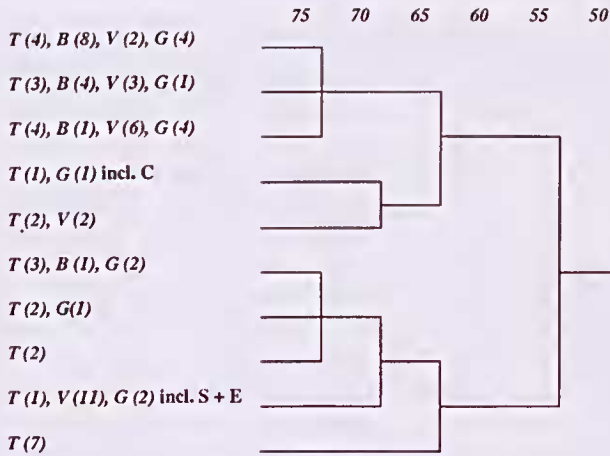 75 70 65 60 55 50
T (4), B (8), V (2), G (4)
T (3), B (4), V (3), G (1)
T (4), B (1), V (6), G (4)
T (1), G (1) incl. C
T (2), V (2)
T (3), B (1), G (2)
T (2), G(1)
T (2)
T (1), V (11), G (2) incl. S + E
T (7)